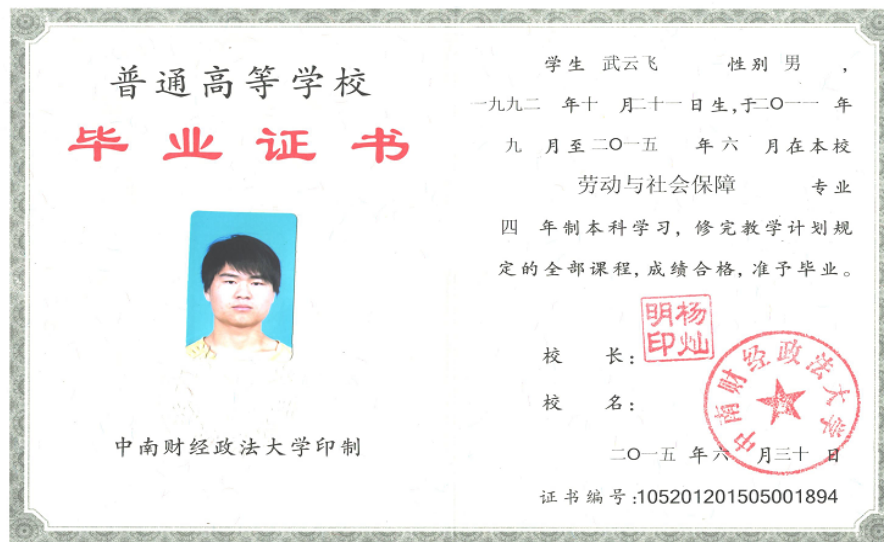 普通高等学校
毕业证书
中南财经政法大学印制
学生 武云飞 性别 男 ,
一九九二 年十 月二十一日生,于二〇一一 年
九 月至二〇一五 年六 月在本校
劳动与社会保障 专业
四 年制本科学习, 修完教学计划规
定的全部课程,成绩合格,准予毕业。
杨灿
明印
校 长:
中南财经政法大学
校 名:
二〇一五 年六 月三十 日
证书编号:105201201505001894